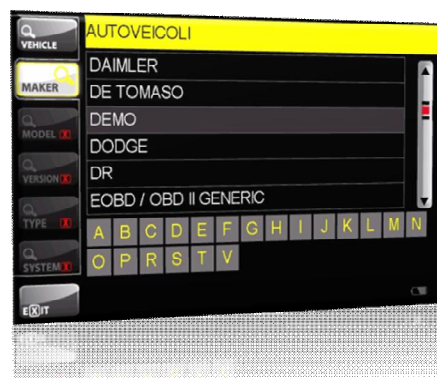 VEHICLE
AUTOVEICOLI
MAKER
DAIMLER
DE TOMASO
MODEL X
DEMO
DODGE
VERSION X
DR
EOBD / OBD II GENERIC
TYPE X
A B C D E F G H I J K L M N
SYSTEM X
O P R S T V
EXIT